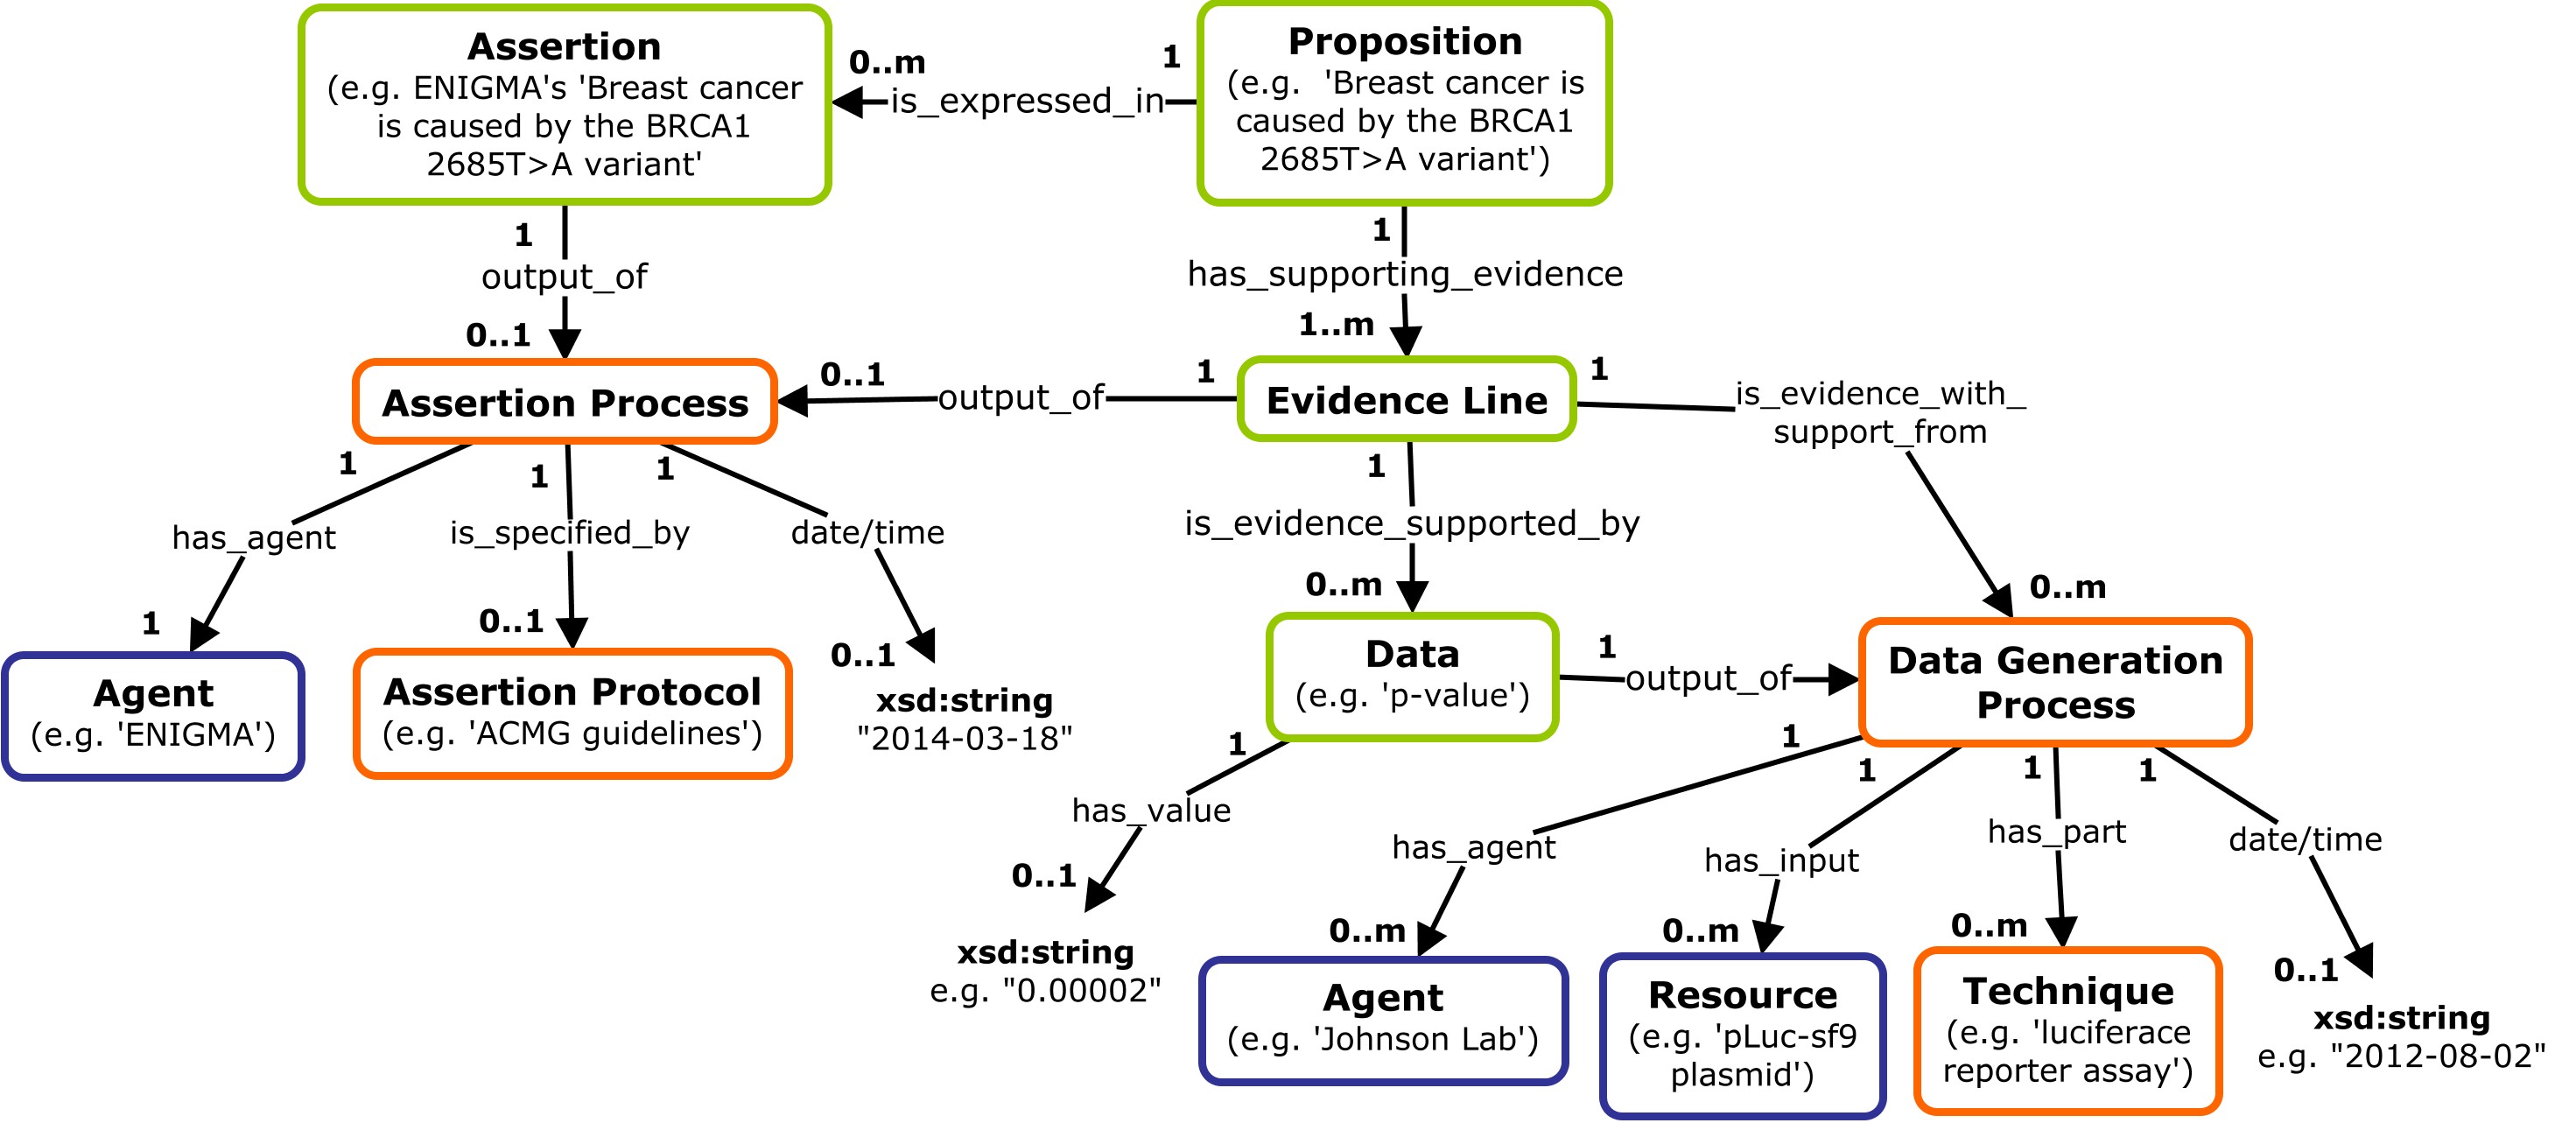 Assertion
(e.g. ENIGMA's 'Breast cancer
is caused by the BRCA1
2685T>A variant'
0..m
1
is_expressed_in
Proposition
(e.g.  'Breast cancer is
caused by the BRCA1
2685T>A variant')
1
output_of
0..1
1
has_supporting_evidence
1..m
Assertion Process
0..1
output_of
1
Evidence Line
1
is_evidence_with_
support_from
0..m
1
has_agent
1
1
is_specified_by
0..1
1
date/time
0..1
1
is_evidence_supported_by
0..m
Agent
(e.g. 'ENIGMA')
Assertion Protocol
(e.g. 'ACMG guidelines')
xsd:string
"2014-03-18"
Data
(e.g. 'p-value')
1
output_of
Data Generation
Process
1
has_value
0..1
xsd:string
e.g. "0.00002"
1
has_agent
0..m
1
has_input
0..m
1
has_part
0..m
1
date/time
0..1
Agent
(e.g. 'Johnson Lab')
Resource
(e.g. 'pLuc-sf9
plasmid')
Technique
(e.g. 'luciferace
reporter assay')
xsd:string
e.g. "2012-08-02"